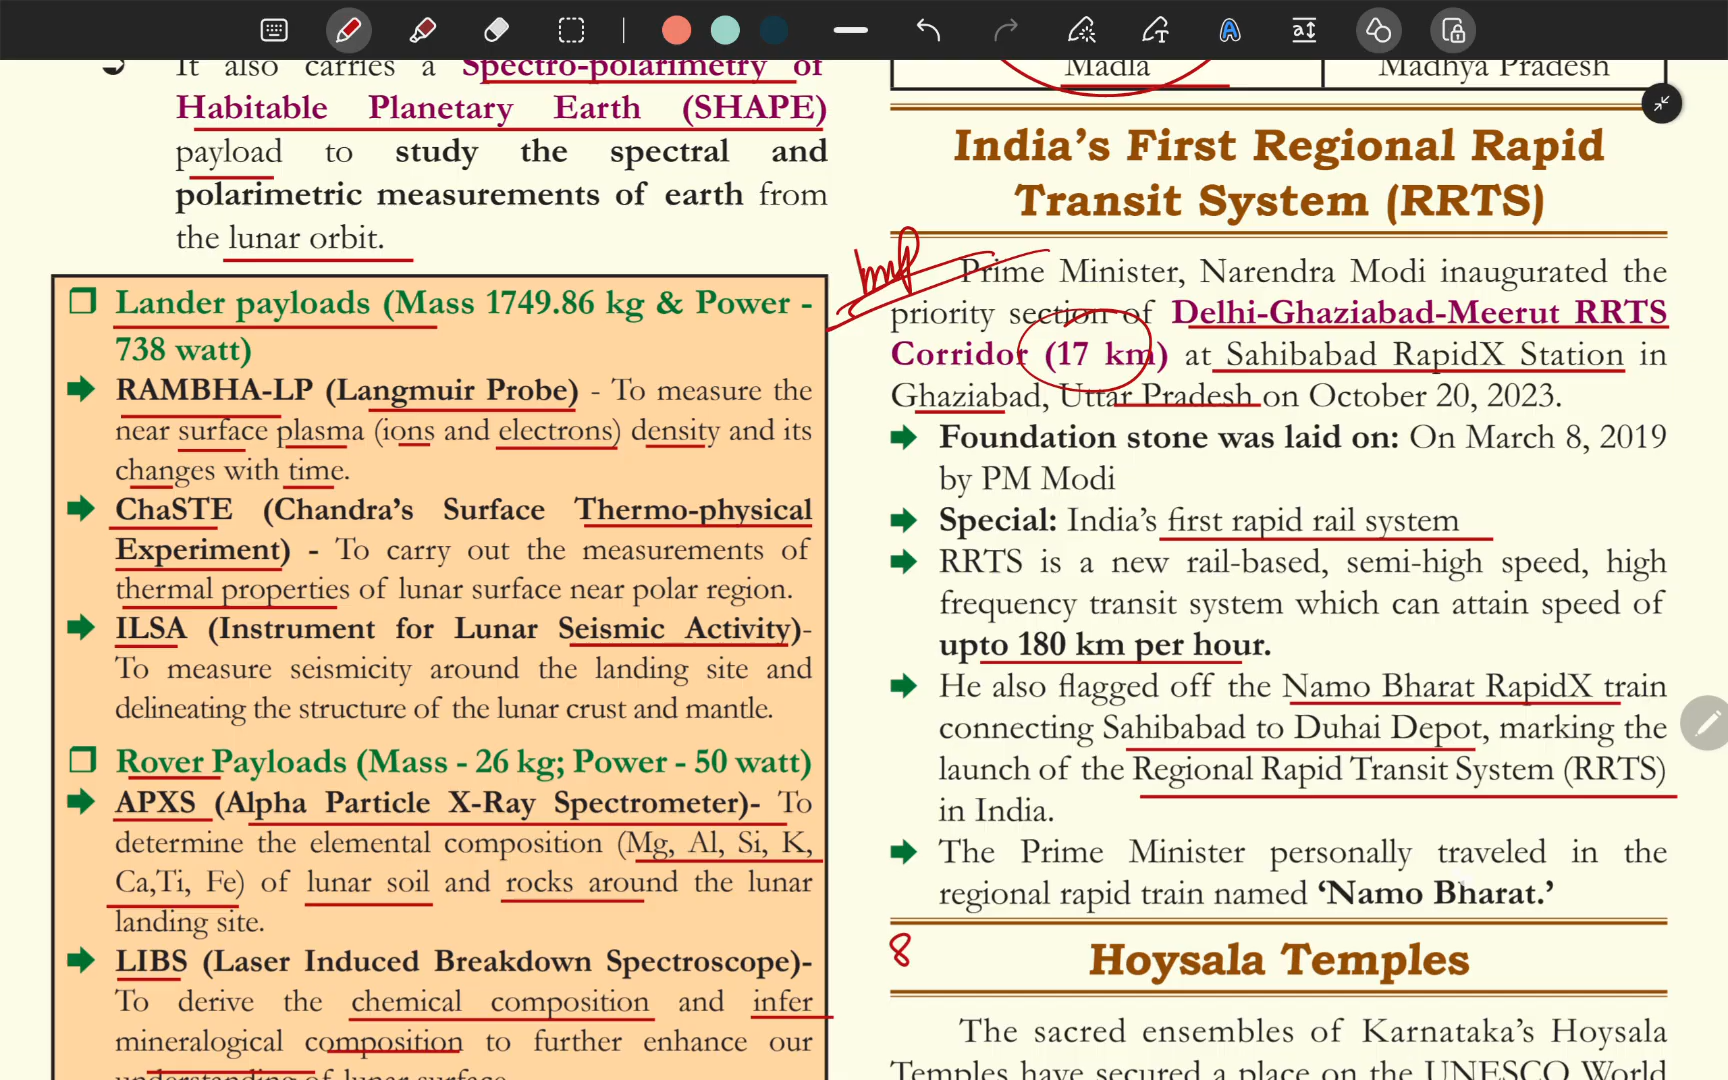 It also carries a Spectro-polarimetry of
Habitable Planetary Earth (SHAPE)
payload to study the spectral and
polarimetric measurements of earth from
the lunar orbit.
❒ Lander payloads (Mass 1749.86 kg & Power -
738 watt)
RAMBHA-LP (Langmuir Probe) - To measure the
near surface plasma (ions and electrons) density and its
changes with time.
ChaSTE (Chandra’s Surface Thermo-physical
Experiment) - To carry out the measurements of
thermal properties of lunar surface near polar region.
ILSA (Instrument for Lunar Seismic Activity)-
To measure seismicity around the landing site and
delineating the structure of the lunar crust and mantle.
❒ Rover Payloads (Mass - 26 kg; Power - 50 watt)
APXS (Alpha Particle X-Ray Spectrometer)- To
determine the elemental composition (Mg, Al, Si, K,
Ca,Ti, Fe) of lunar soil and rocks around the lunar
landing site.
LIBS (Laser Induced Breakdown Spectroscope)-
To derive the chemical composition and infer
mineralogical composition to further enhance our
understanding of lunar surface.
Madla Madhya Pradesh
India’s First Regional Rapid
Transit System (RRTS)
imp
Prime Minister, Narendra Modi inaugurated the
priority section of Delhi-Ghaziabad-Meerut RRTS
Corridor (17 km) at Sahibabad RapidX Station in
Ghaziabad, Uttar Pradesh on October 20, 2023.
Foundation stone was laid on: On March 8, 2019
by PM Modi
Special: India’s first rapid rail system
RRTS is a new rail-based, semi-high speed, high
frequency transit system which can attain speed of
upto 180 km per hour.
He also flagged off the Namo Bharat RapidX train
connecting Sahibabad to Duhai Depot, marking the
launch of the Regional Rapid Transit System (RRTS)
in India.
The Prime Minister personally traveled in the
regional rapid train named ‘Namo Bharat.’
8
Hoysala Temples
The sacred ensembles of Karnataka’s Hoysala
Temples have secured a place on the UNESCO World